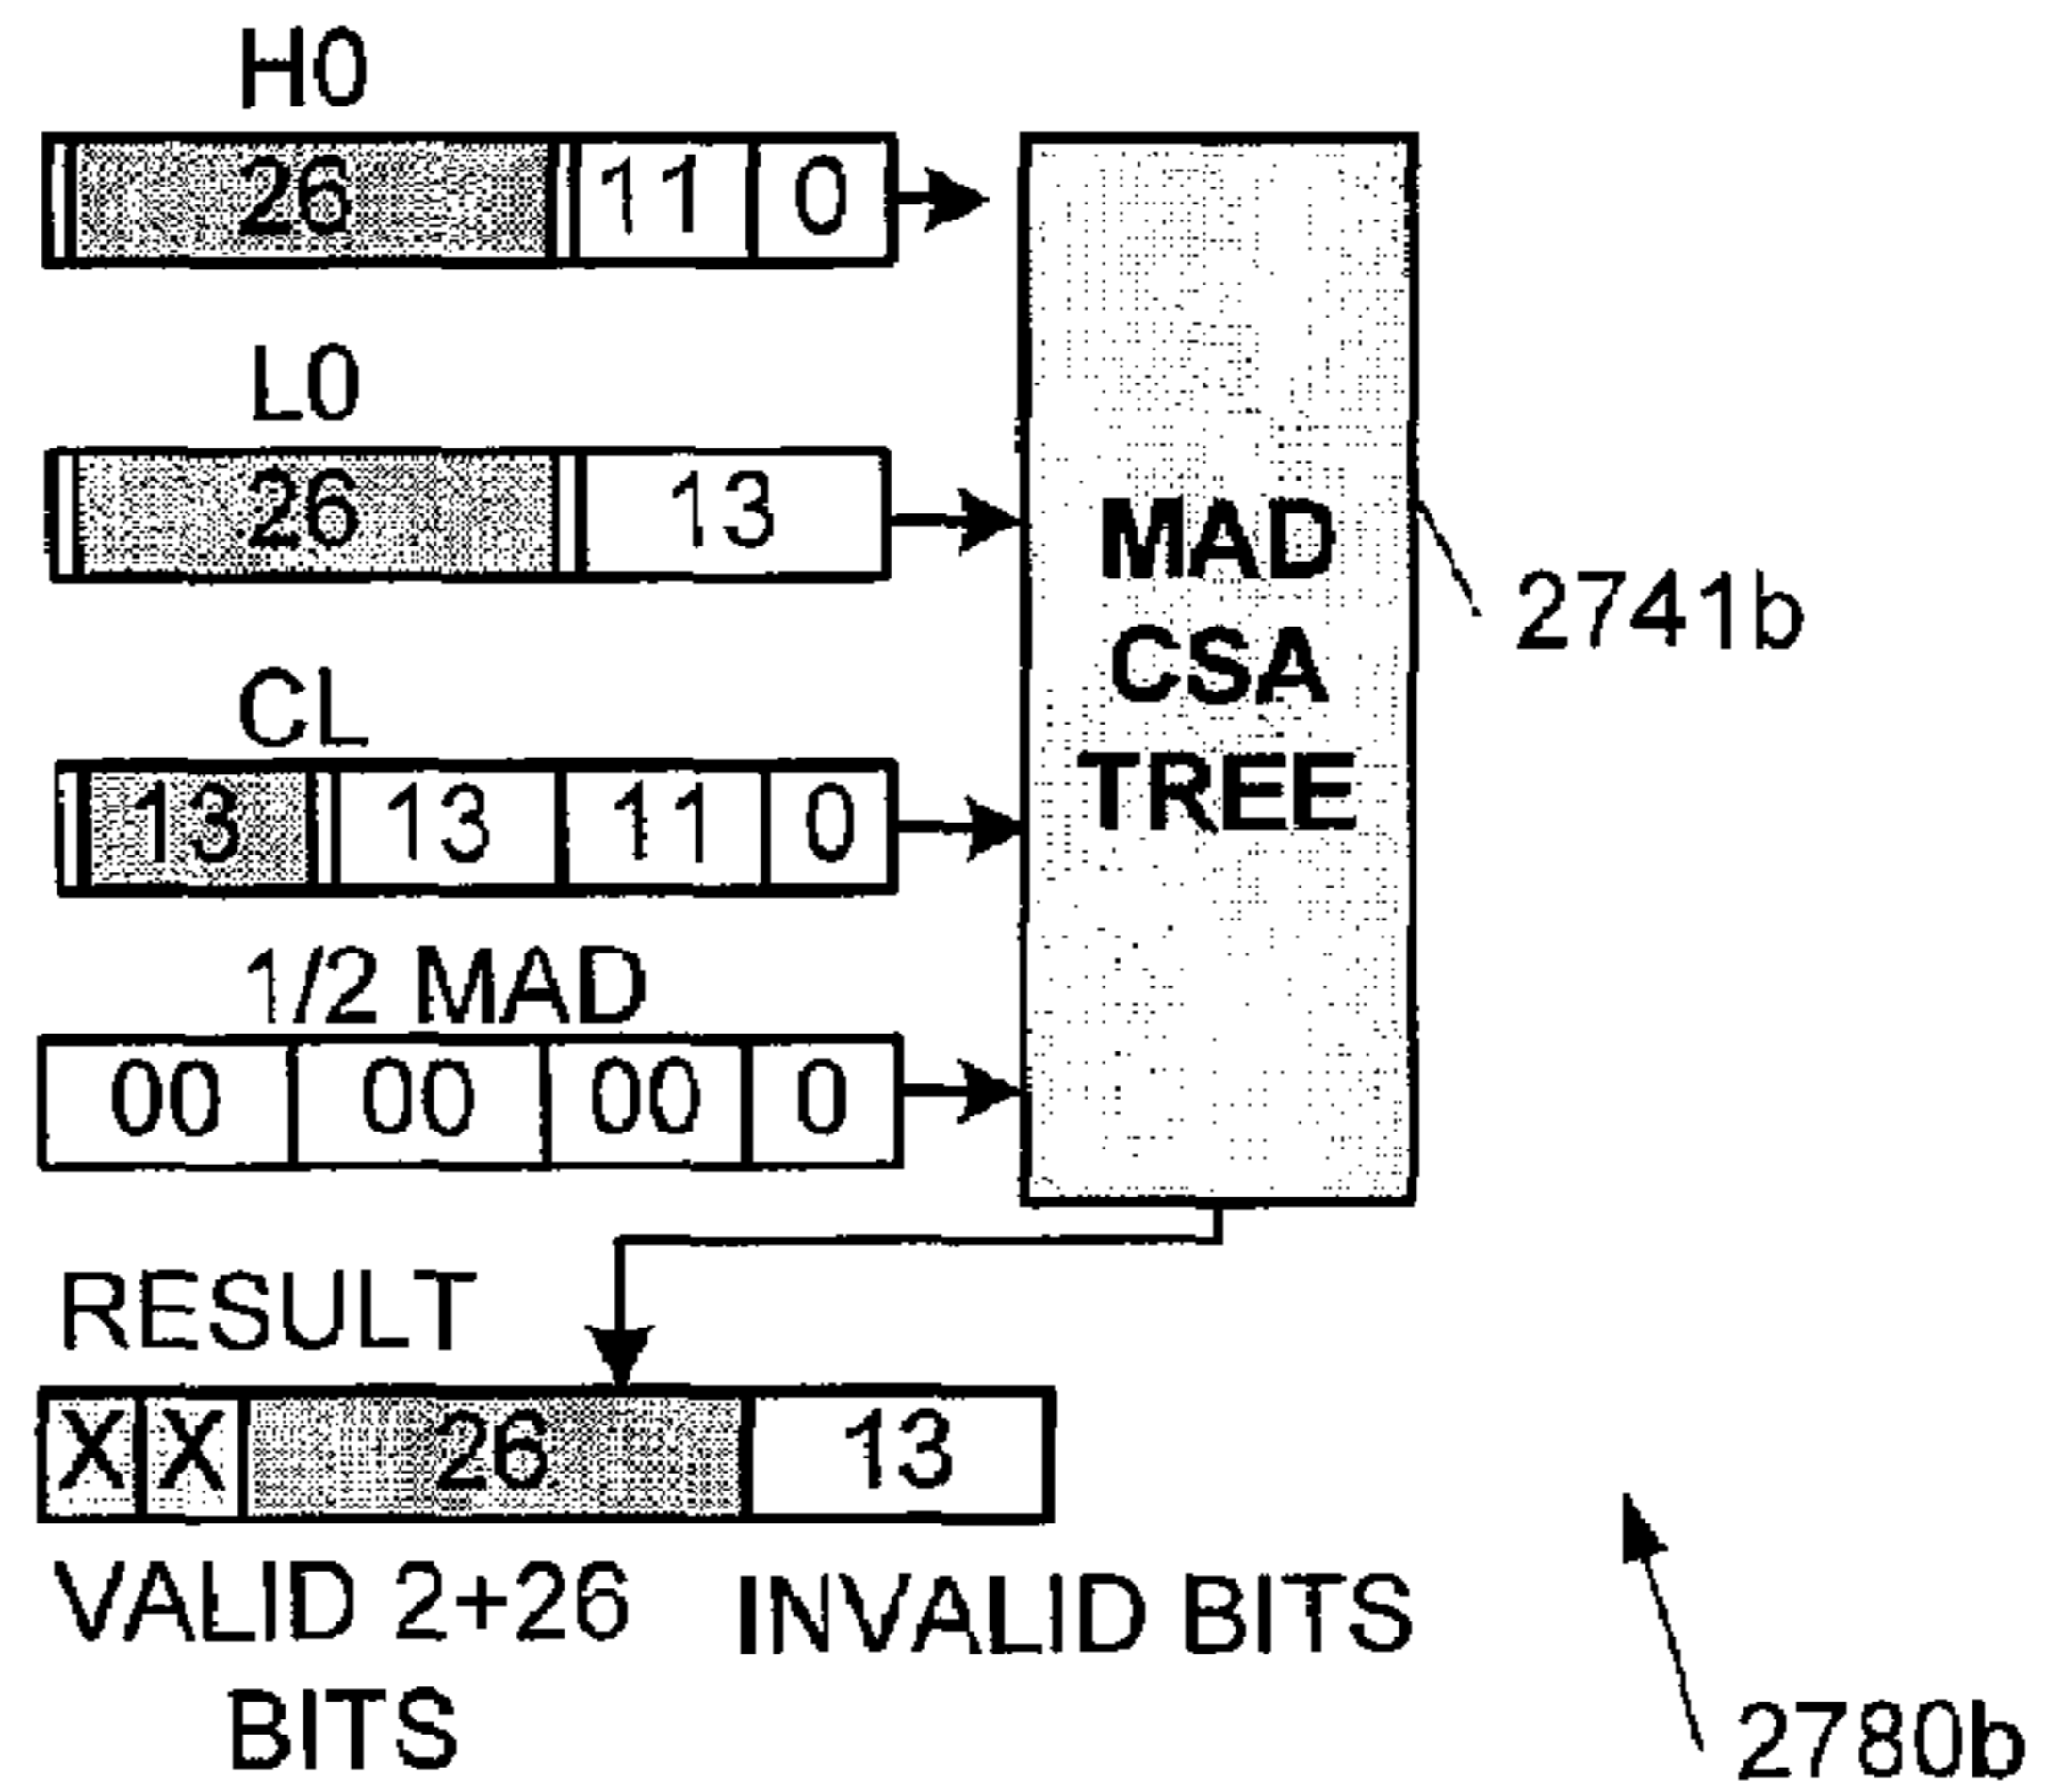 H0
26 11 0
L0
26 13
CL
13 13 11 0
1/2 MAD
00 00 00 0
MAD
CSA
TREE
2741b
RESULT
X X 26 13
VALID 2+26
BITS
INVALID BITS
2780b